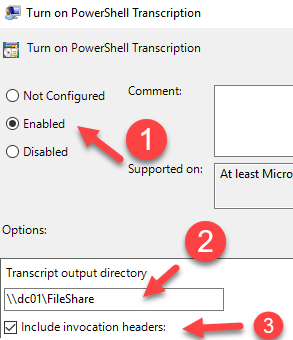 Turn on PowerShell Transcription
Turn on PowerShell Transcription
Not Configured
Comment:
Enabled
1
Disabled
Supported on:
At least Micro
Options:
2
Transcript output directory
\\dc01\FileShare
Include invocation headers:
3